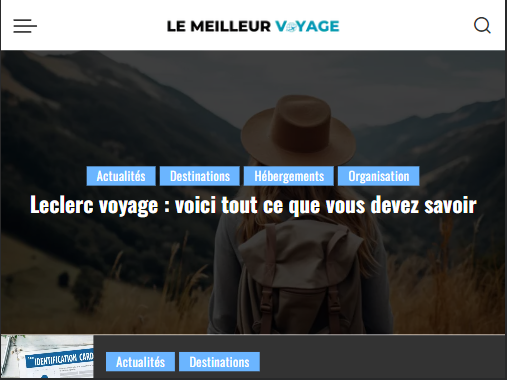 LE MEILLEUR VOYAGE
Actualités Destinations Hébergements Organisation
Leclerc voyage : voici tout ce que vous devez savoir
IDENTIFICATION CARD
Actualités Destinations